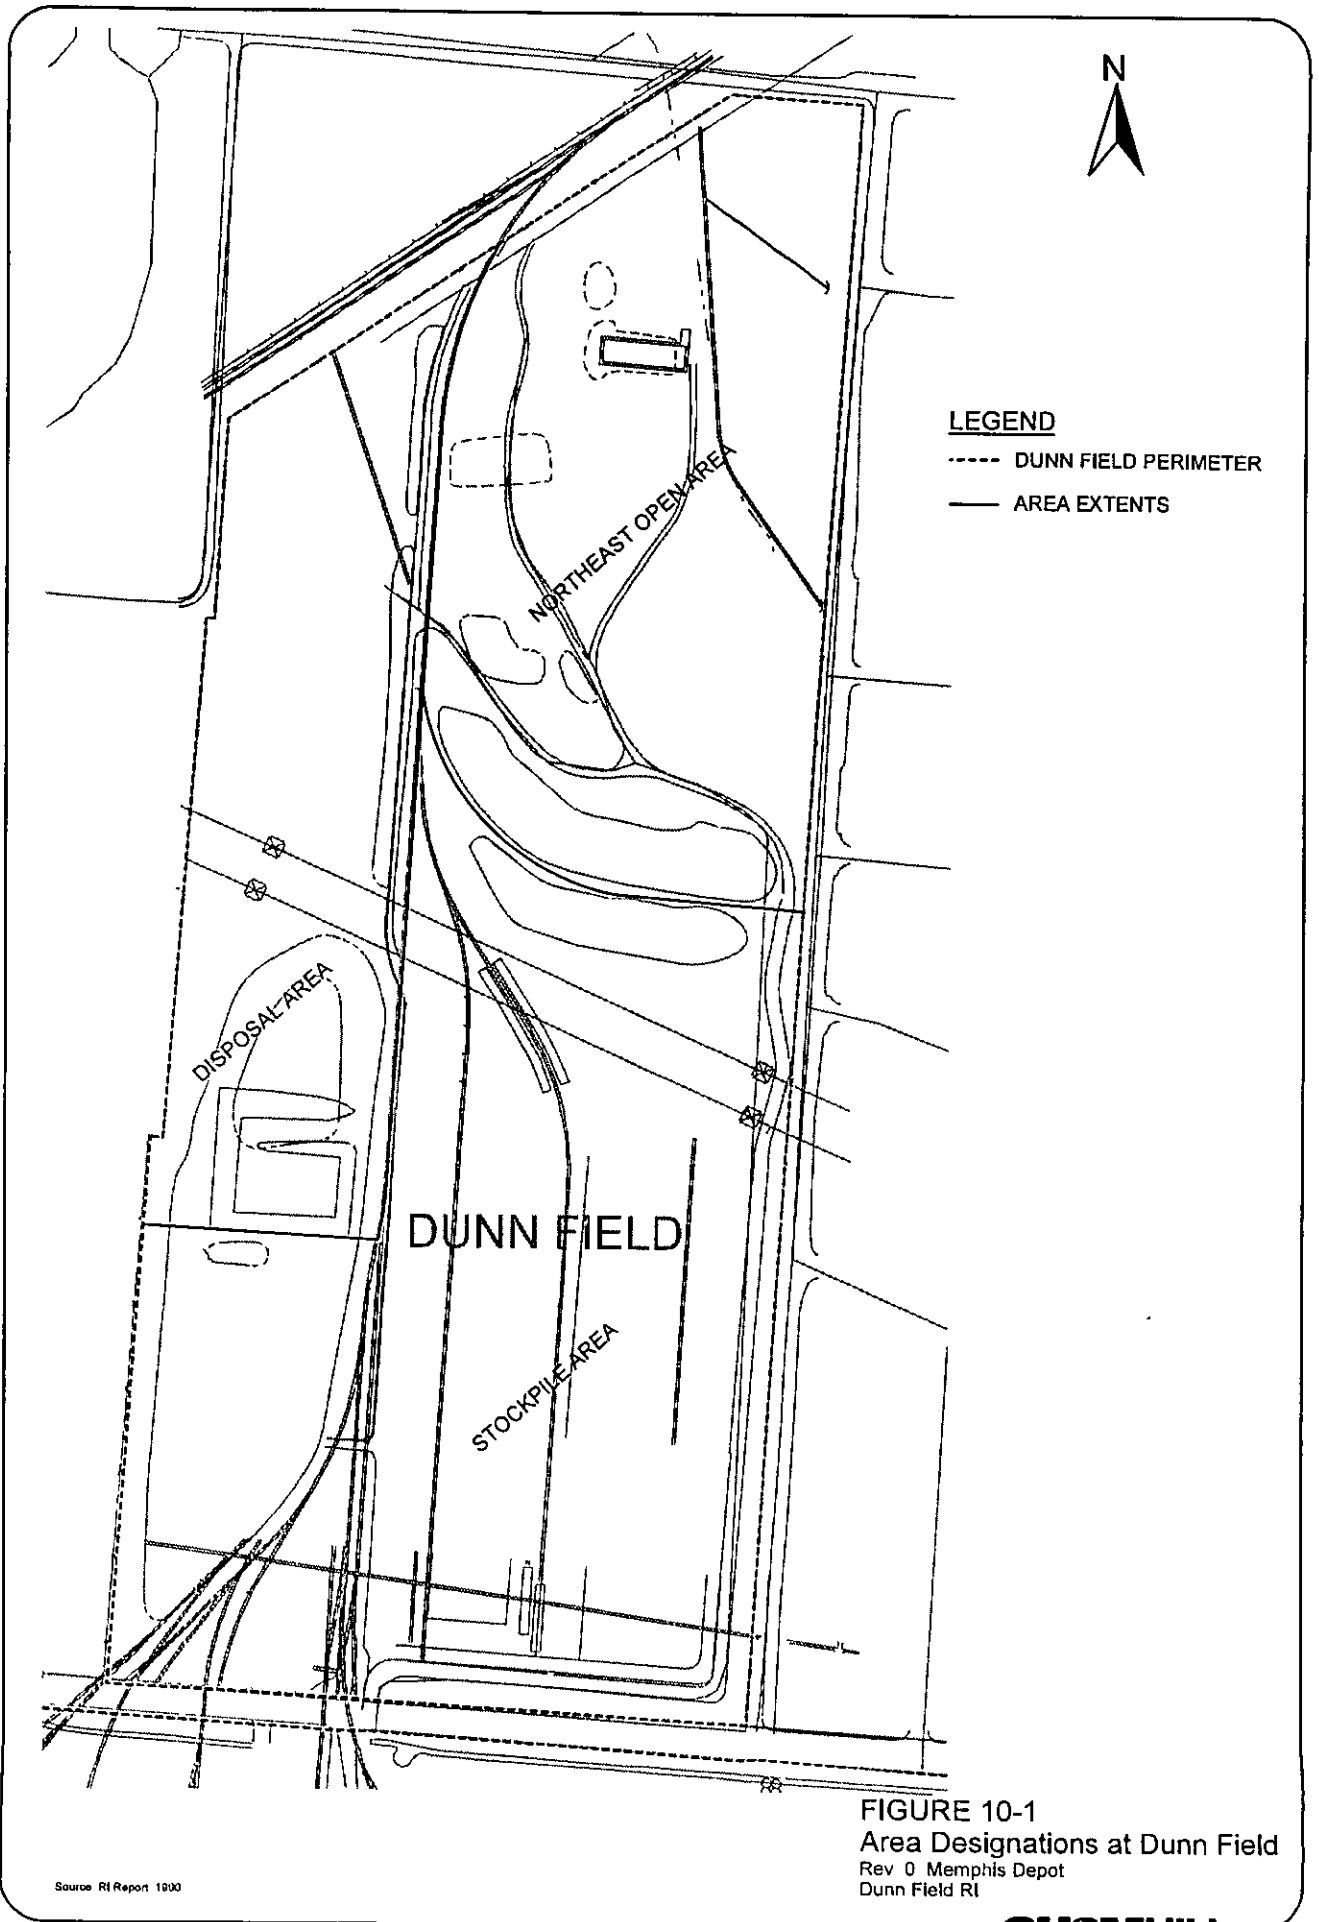 N
LEGEND
DUNN FIELD PERIMETER
AREA EXTENTS
NORTHEAST OPEN AREA
DISPOSAL AREA
DUNN FIELD
STOCKPILE AREA
FIGURE 10-1
Area Designations at Dunn Field
Rev 0 Memphis Depot
Dunn Field RI
Source RI Report